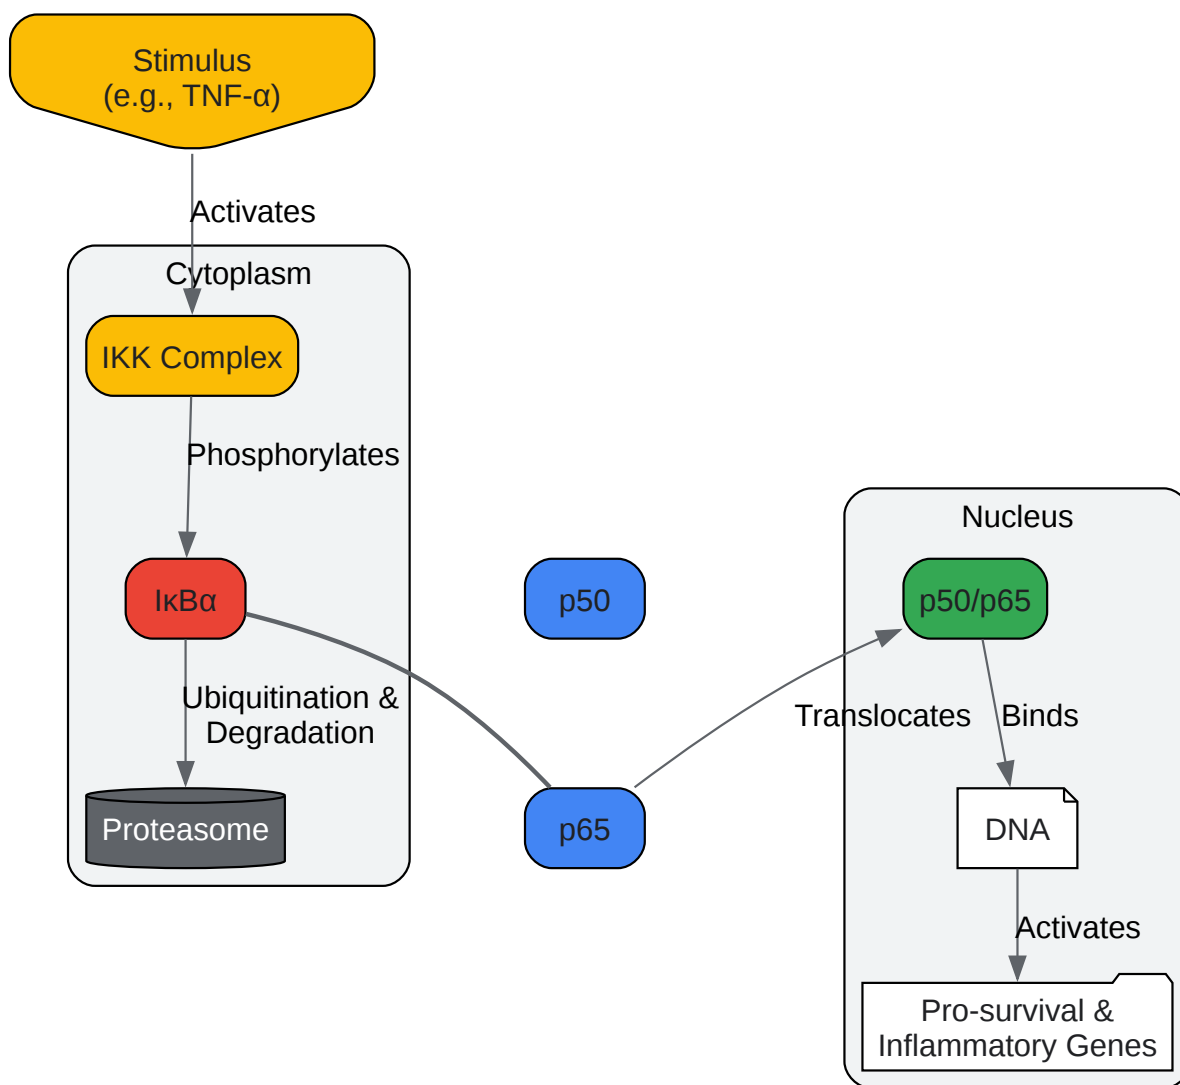 Stimulus
(e.g., TNF-α)
Activates
Cytoplasm
IKK Complex
Phosphorylates
Nucleus
IκBα
p50
p50/p65
Ubiquitination &
Degradation
Translocates
Binds
Proteasome
p65
DNA
Activates
Pro-survival &
Inflammatory Genes